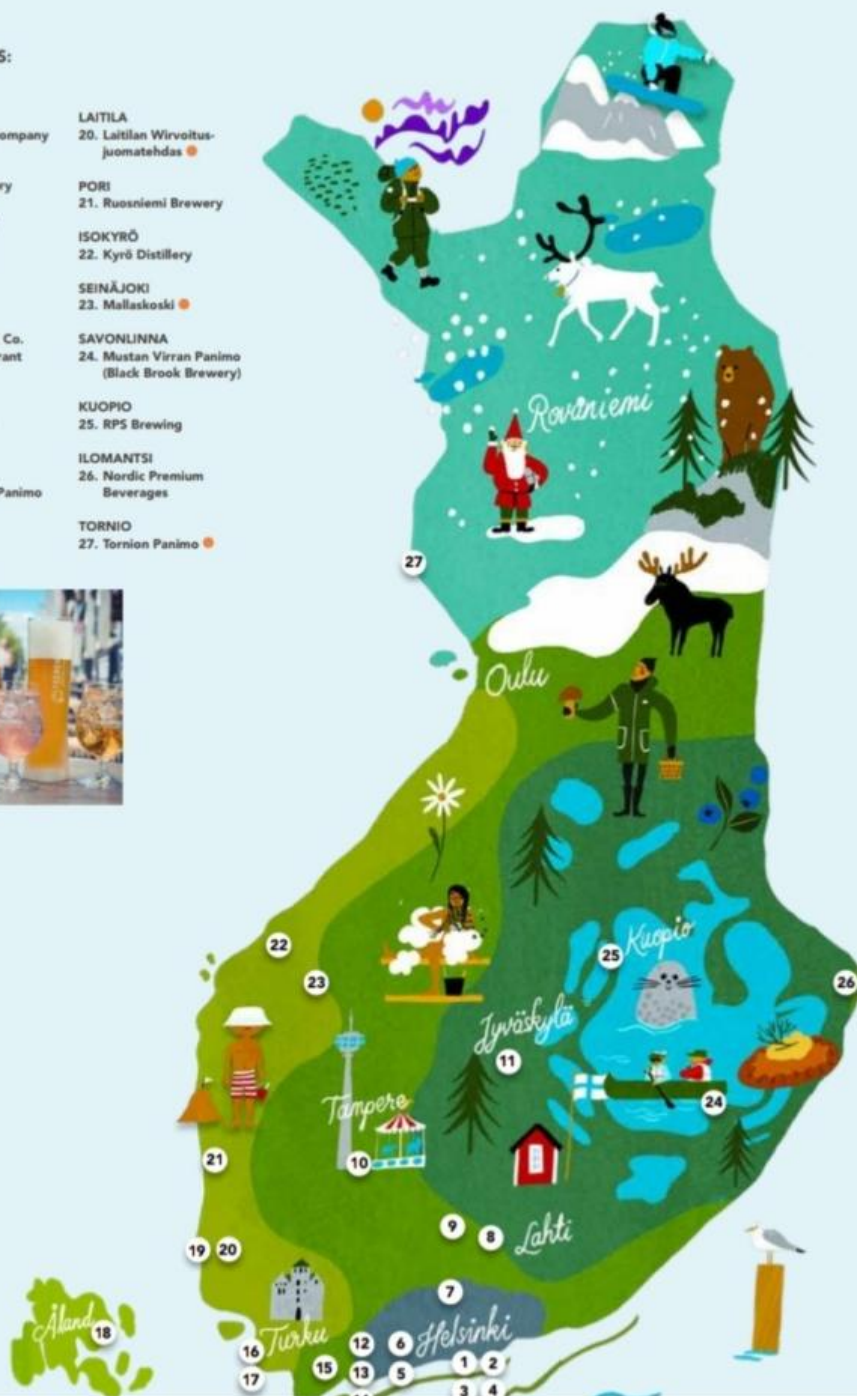 S:
ompany
ry
Co.
rant
Panimo
LAITILA
20. Laitilan Wirvoitus-
juomatehdas
PORI
21. Ruosniemi Brewery
ISOKYRÖ
22. Kyrö Distillery
SEINÄJOKI
23. Mallaskoski
SAVONLINNA
24. Mustan Virran Panimo
(Black Brook Brewery)
KUOPIO
25. RPS Brewing
ILOMANTSI
26. Nordic Premium
Beverages
TORNIO
27. Tornion Panimo
Rovaniemi
27
Oulu
22
25 Kuopio
23
26
Jyväskylä
11
24
Tampere
21
10
9
8 Lahti
19 20
7
Åland 18
16 Turku 12 6 Helsinki
15 1 2
17 13 5
3 4